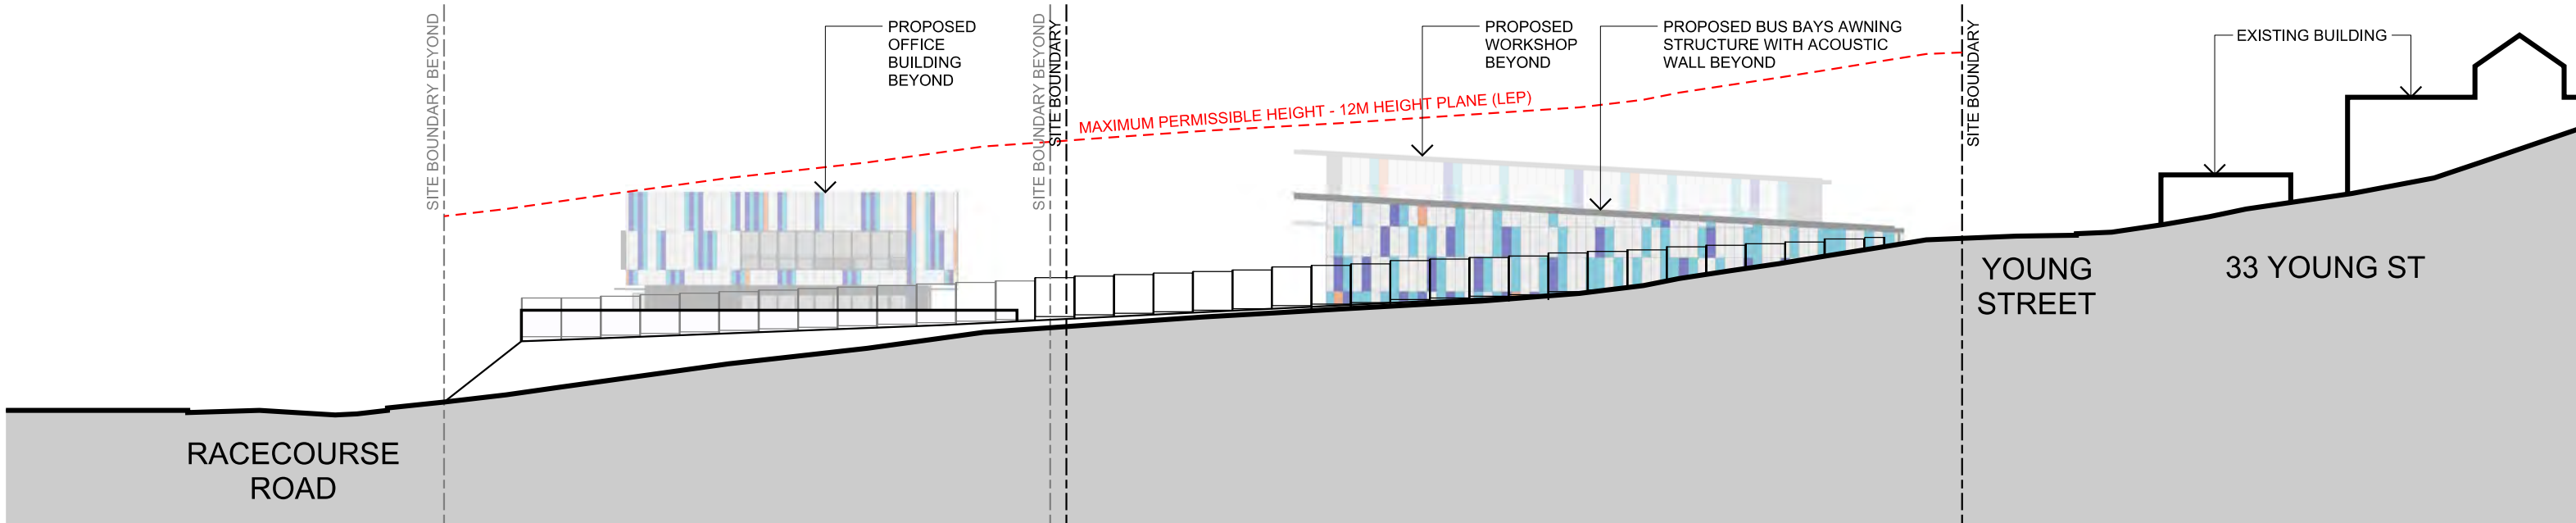 SITE BOUNDARY BEYOND
PROPOSED
OFFICE
BUILDING
BEYOND
SITE BOUNDARY BEYOND
SITE BOUNDARY
MAXIMUM PERMISSIBLE HEIGHT - 12M HEIGHT PLANE (LEP)
PROPOSED
WORKSHOP
BEYOND
PROPOSED BUS BAYS AWNING
STRUCTURE WITH ACOUSTIC
WALL BEYOND
SITE BOUNDARY
EXISTING BUILDING
YOUNG
STREET
33 YOUNG ST
RACECOURSE
ROAD